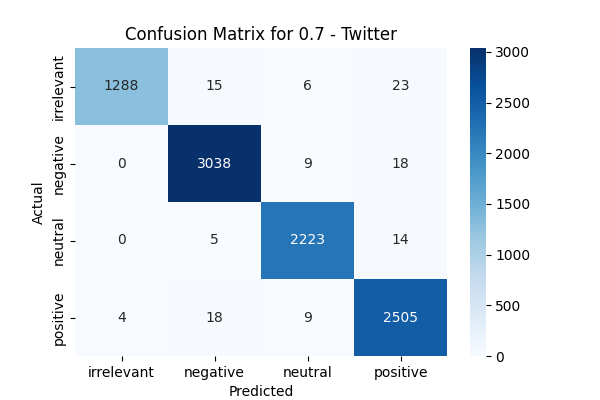 Confusion Matrix for 0.7 - Twitter
Actual
irrelevant 1288 15 6 23
negative 0 3038 9 18
neutral 0 5 2223 14
positive 4 18 9 2505
irrelevant negative neutral positive
Predicted
3000
2500
2000
1500
1000
500
0